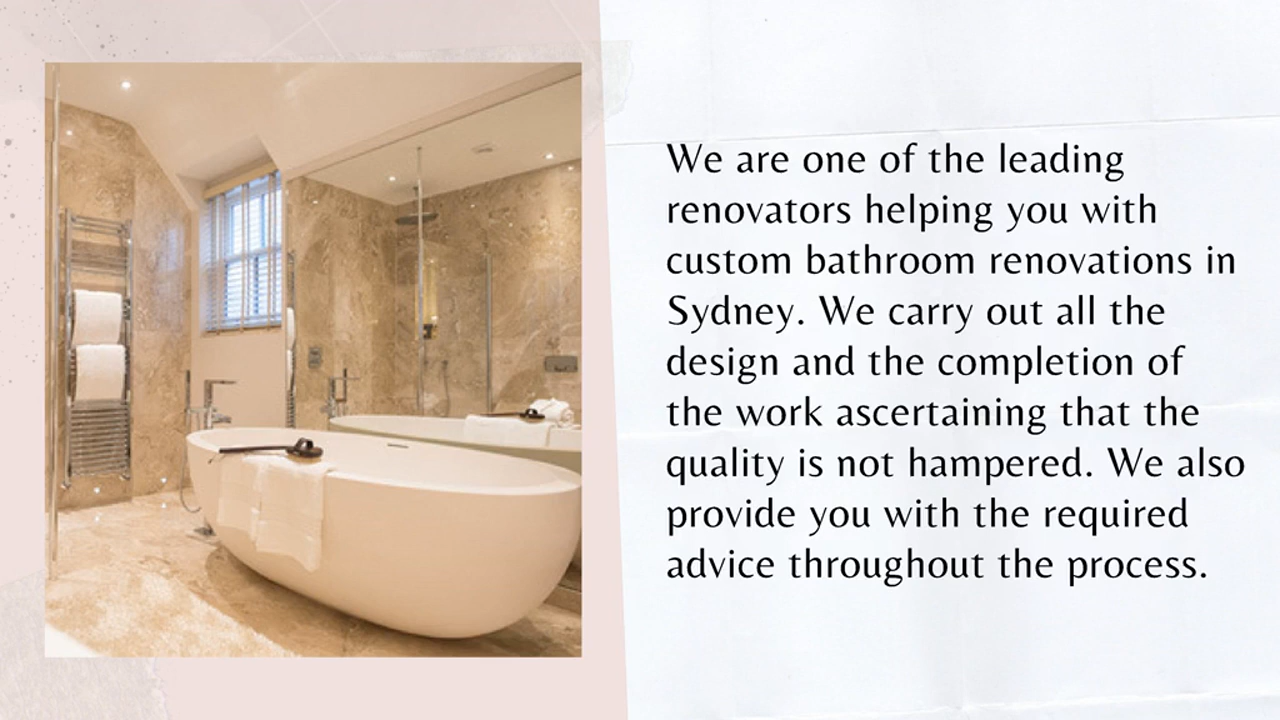 We are one of the leading
renovators helping you with
custom bathroom renovations in
Sydney. We carry out all the
design and the completion of
the work ascertaining that the
quality is not hampered. We also
provide you with the required
advice throughout the process.